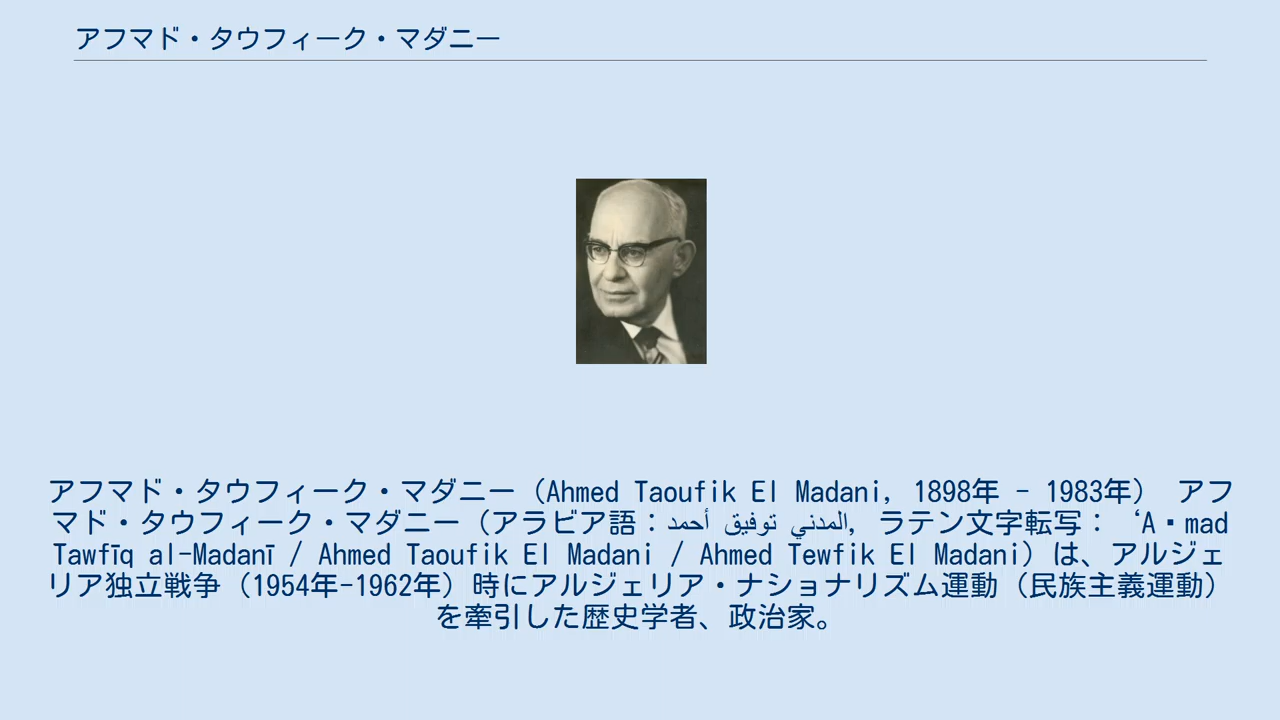 アフマド・タウフィーク・マダニー
アフマド・タウフィーク・マダニー（Ahmed Taoufik El Madani, 1898年 - 1983年） アフ
マド・タウフィーク・マダニー（アラビア語：أحمد توفيق المدني, ラテン文字転写： ‘A▪mad
Tawfīq al-Madanī / Ahmed Taoufik El Madani / Ahmed Tewfik El Madani）は、アルジェ
リア独立戦争（1954年-1962年）時にアルジェリア・ナショナリズム運動（民族主義運動）
を牽引した歴史学者、政治家。